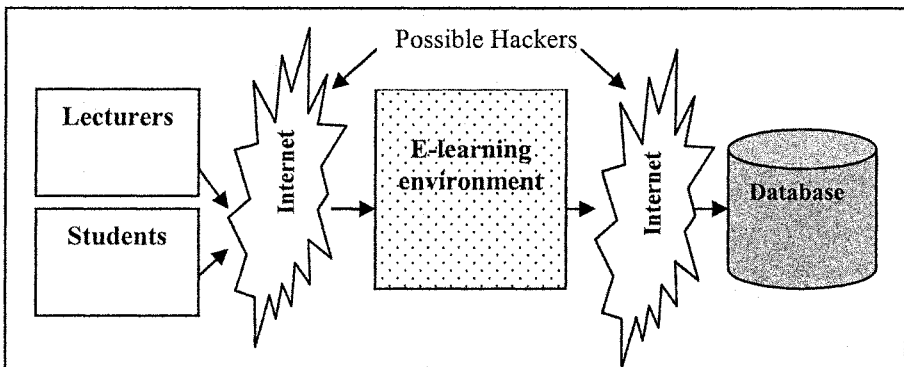 Possible Hackers
Lecturers
Students
Internet
E-learning
environment
Internet
Database